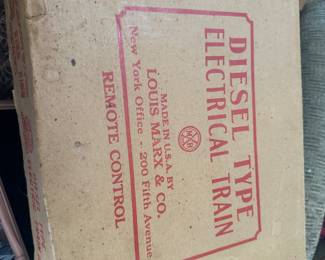 DIESEL TYPE
ELECTRICAL TRAIN
MADE IN U.S.A. BY
LOUIS MARX & CO.
New York Office - 200 Fifth Avenue
REMOTE CONTROL